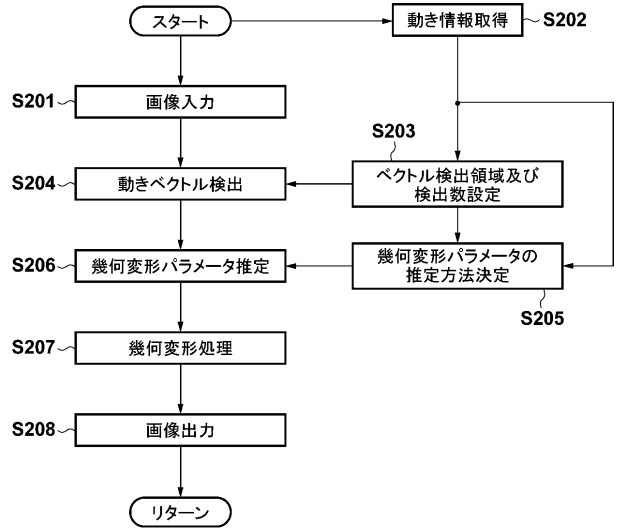 スタート
動き情報取得
S202
S201
画像入力
S203
S204
動きベクトル検出
ベクトル検出領域及び
検出数設定
S206
幾何変形パラメータ推定
幾何変形パラメータの
推定方法決定
S205
S207
幾何変形処理
S208
画像出力
リターン